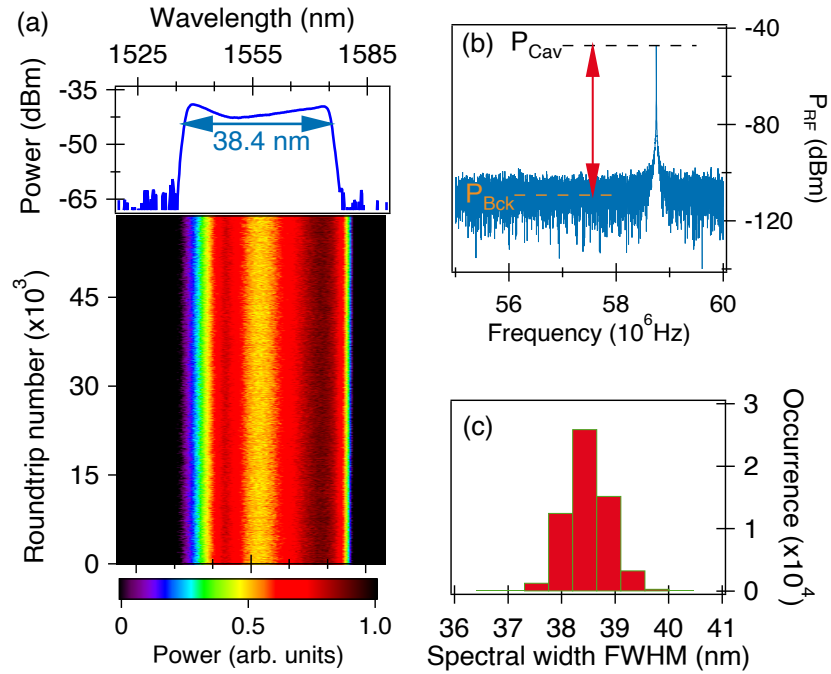 (a)
Wavelength (nm)
1525 1555 1585
Power (dBm)
-35
-50
-65
38.4 nm
Roundtrip number (x10³)
45
30
15
0
0 0.5 1.0
Power (arb. units)
(b)
P_Cav
P_Bck
-40
-80
-120
P_RF (dBm)
56 58 60
Frequency (10⁶Hz)
(c)
3
2
1
0
Occurrence (x10⁴)
36 37 38 39 40 41
Spectral width FWHM (nm)